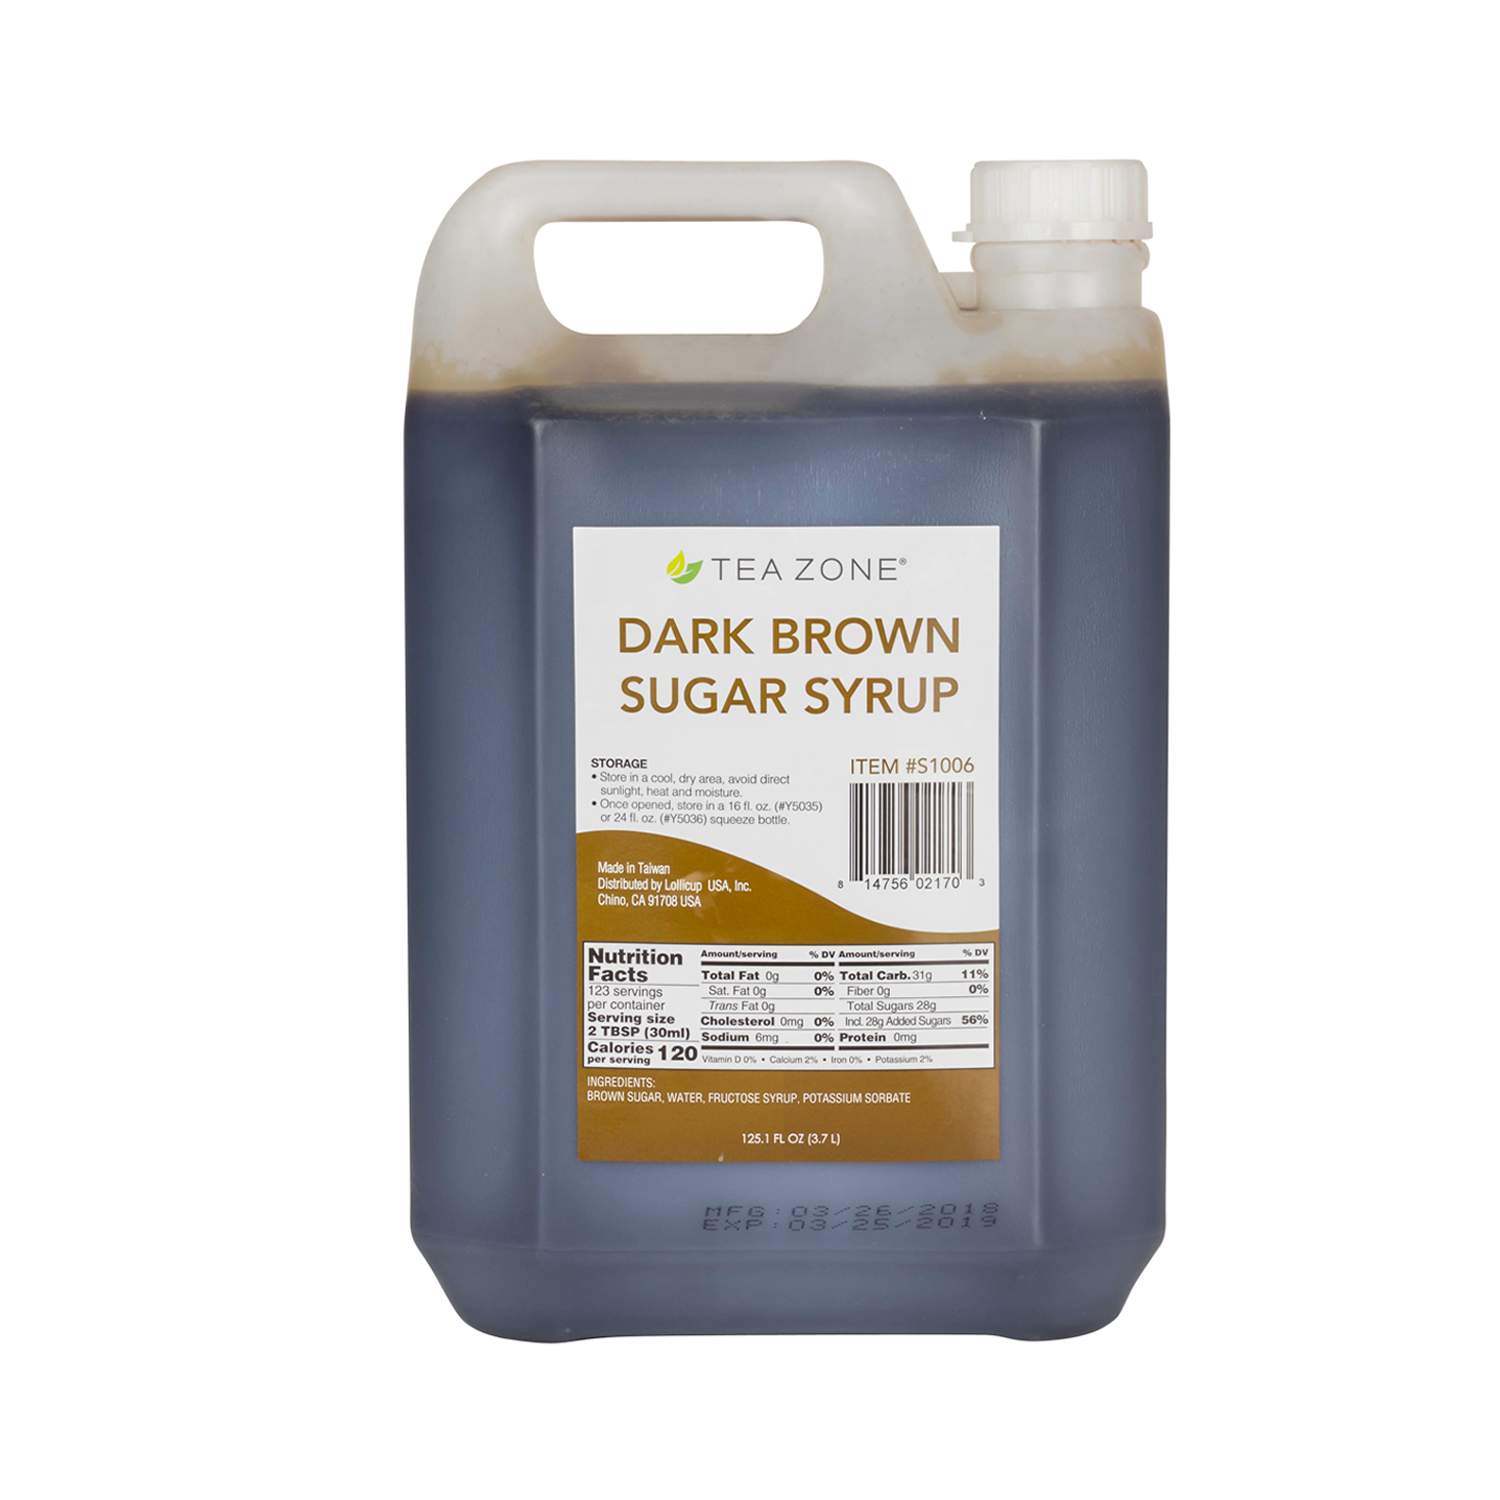 TEA ZONE®
DARK BROWN
SUGAR SYRUP
STORAGE
• Store in a cool, dry area, avoid direct
sunlight, heat and moisture.
• Once opened, store in a 16 fl. oz. (#Y5035)
or 24 fl. oz. (#Y5036) squeeze bottle.
ITEM #S1006
8 14756 02170 3
Made in Taiwan
Distributed by Lollicup USA, Inc.
Chino, CA 91708 USA
Nutrition
Facts
123 servings
per container
Serving size
2 TBSP (30ml)
Calories 120
per serving
Amount/serving % DV
Total Fat 0g 0%
Sat. Fat 0g 0%
Trans Fat 0g
Cholesterol 0mg 0%
Sodium 6mg 0%
Amount/serving % DV
Total Carb. 31g 11%
Fiber 0g 0%
Total Sugars 28g
Incl. 28g Added Sugars 56%
Protein 0mg
Vitamin D 0% • Calcium 2% • Iron 0% • Potassium 2%
INGREDIENTS:
BROWN SUGAR, WATER, FRUCTOSE SYRUP, POTASSIUM SORBATE
125.1 FL OZ (3.7 L)
MFG : 03/26/2018
EXP : 03/25/2019